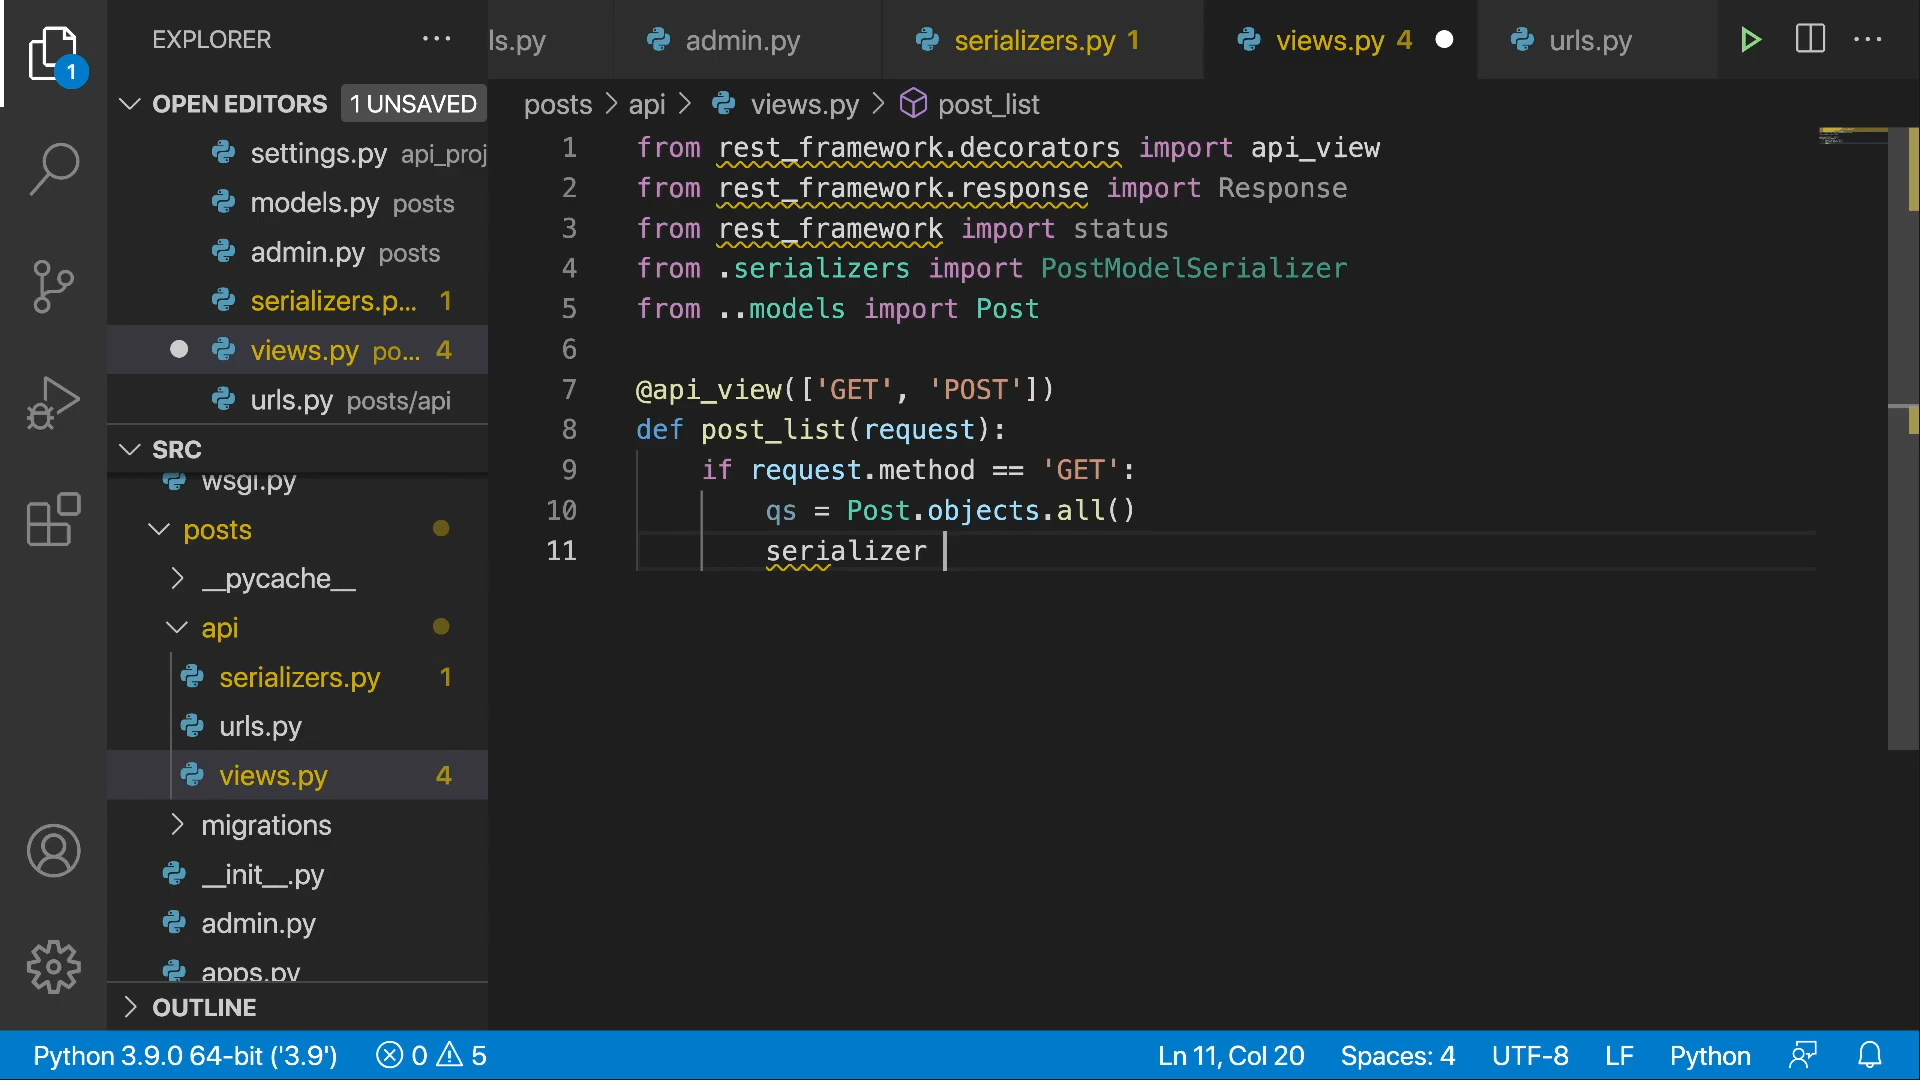 EXPLORER
ls.py
admin.py
serializers.py 1
views.py 4
urls.py
1
OPEN EDITORS 1 UNSAVED
settings.py api_proj
models.py posts
admin.py posts
serializers.p... 1
views.py po... 4
urls.py posts/api
SRC
wsgi.py
posts
__pycache__
api
serializers.py 1
urls.py
views.py 4
migrations
__init__.py
admin.py
apps.py
OUTLINE
posts > api > views.py > post_list
1 from rest_framework.decorators import api_view
2 from rest_framework.response import Response
3 from rest_framework import status
4 from .serializers import PostModelSerializer
5 from ..models import Post
6
7 @api_view(['GET', 'POST'])
8 def post_list(request):
9 if request.method == 'GET':
10 qs = Post.objects.all()
11 serializer
Python 3.9.0 64-bit ('3.9') 0 5 Ln 11, Col 20 Spaces: 4 UTF-8 LF Python